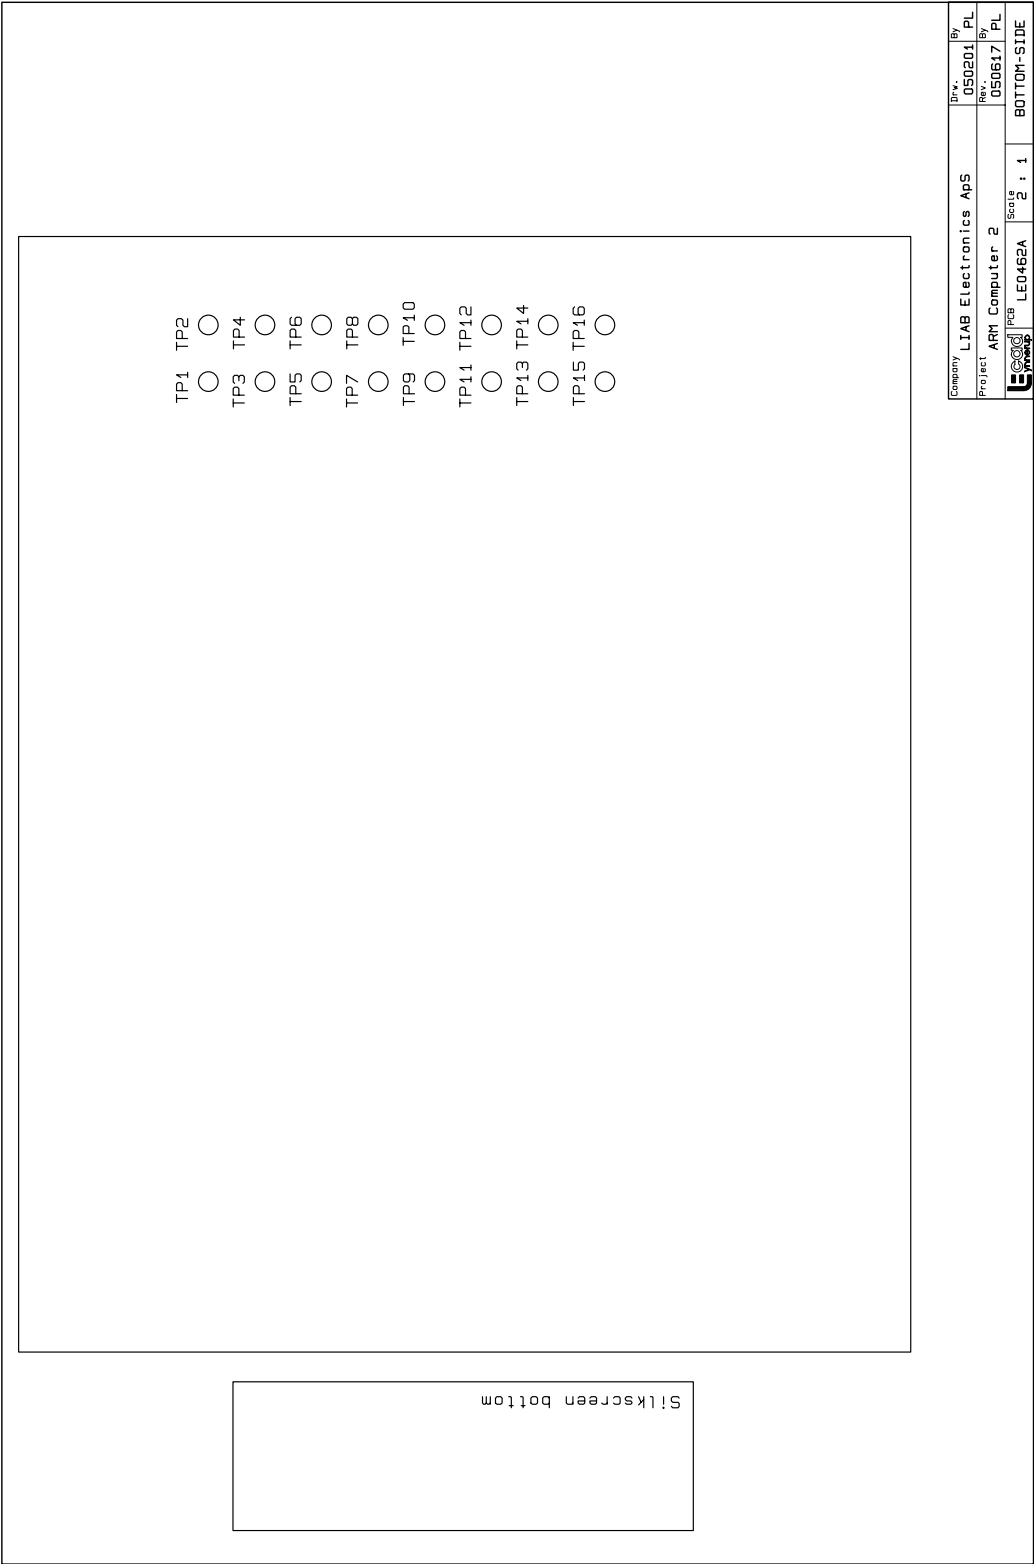 Company LIAB Electronics ApS
Drw. 050201
By PL
Project ARM Computer 2
Rev. 050617
By PL
Lcad
ynnerup
PCB LE0462A
Scale 2 : 1
BOTTOM-SIDE
TP1 TP2
TP3 TP4
TP5 TP6
TP7 TP8
TP9 TP10
TP11 TP12
TP13 TP14
TP15 TP16
Silkscreen bottom